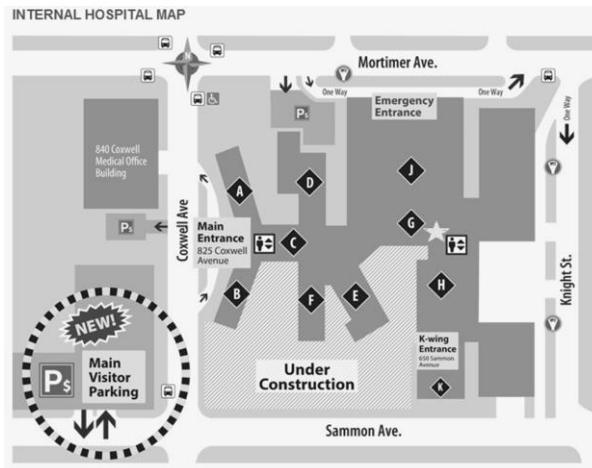 INTERNAL HOSPITAL MAP
N
Mortimer Ave.
One Way
One Way
Emergency
Entrance
One Way
P$
840 Coxwell
Medical Office
Building
A
D
J
Coxwell Ave
P$
Main
Entrance
825 Coxwell
Avenue
C
G
B
F
E
H
Knight St.
NEW!
P$
Main
Visitor
Parking
Under
Construction
K-wing
Entrance
650 Sammon
Avenue
K
Sammon Ave.